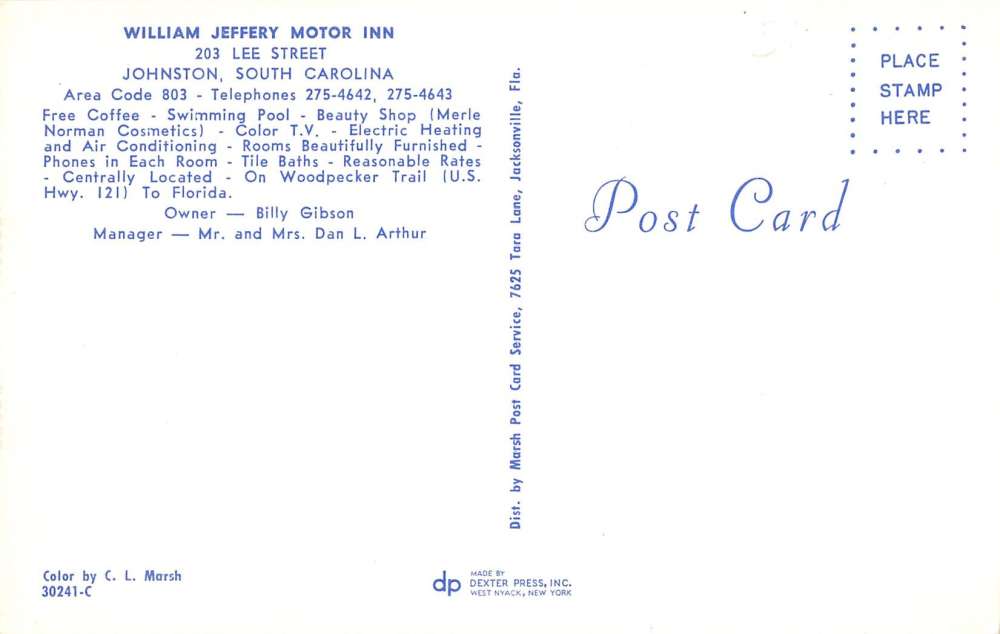 WILLIAM JEFFERY MOTOR INN
203 LEE STREET
JOHNSTON, SOUTH CAROLINA
Area Code 803 - Telephones 275-4642, 275-4643
Free Coffee - Swimming Pool - Beauty Shop (Merle
Norman Cosmetics) - Color T.V. - Electric Heating
and Air Conditioning - Rooms Beautifully Furnished -
Phones in Each Room - Tile Baths - Reasonable Rates
- Centrally Located - On Woodpecker Trail (U.S.
Hwy. 121) To Florida.
Owner — Billy Gibson
Manager — Mr. and Mrs. Dan L. Arthur
Color by C. L. Marsh
30241-C
Dist. by Marsh Post Card Service, 7625 Tara Lane, Jacksonville, Fla.
dp
MADE BY
DEXTER PRESS, INC.
WEST NYACK, NEW YORK
PLACE
STAMP
HERE
Post Card